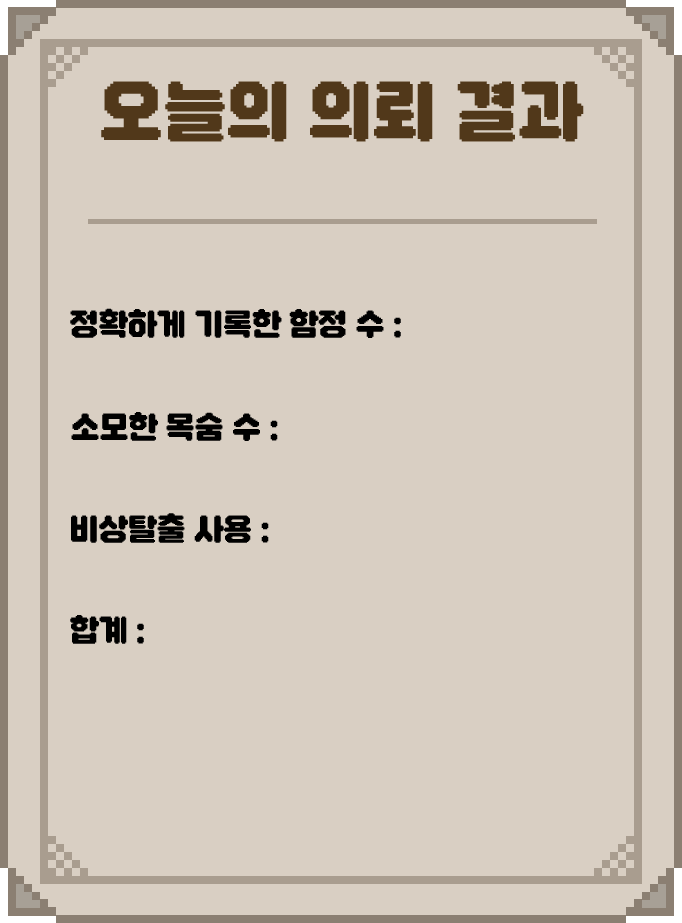 오늘의 의뢰 결과
정확하게 기록한 함정 수 :
소모한 목숨 수 :
비상탈출 사용 :
합계 :